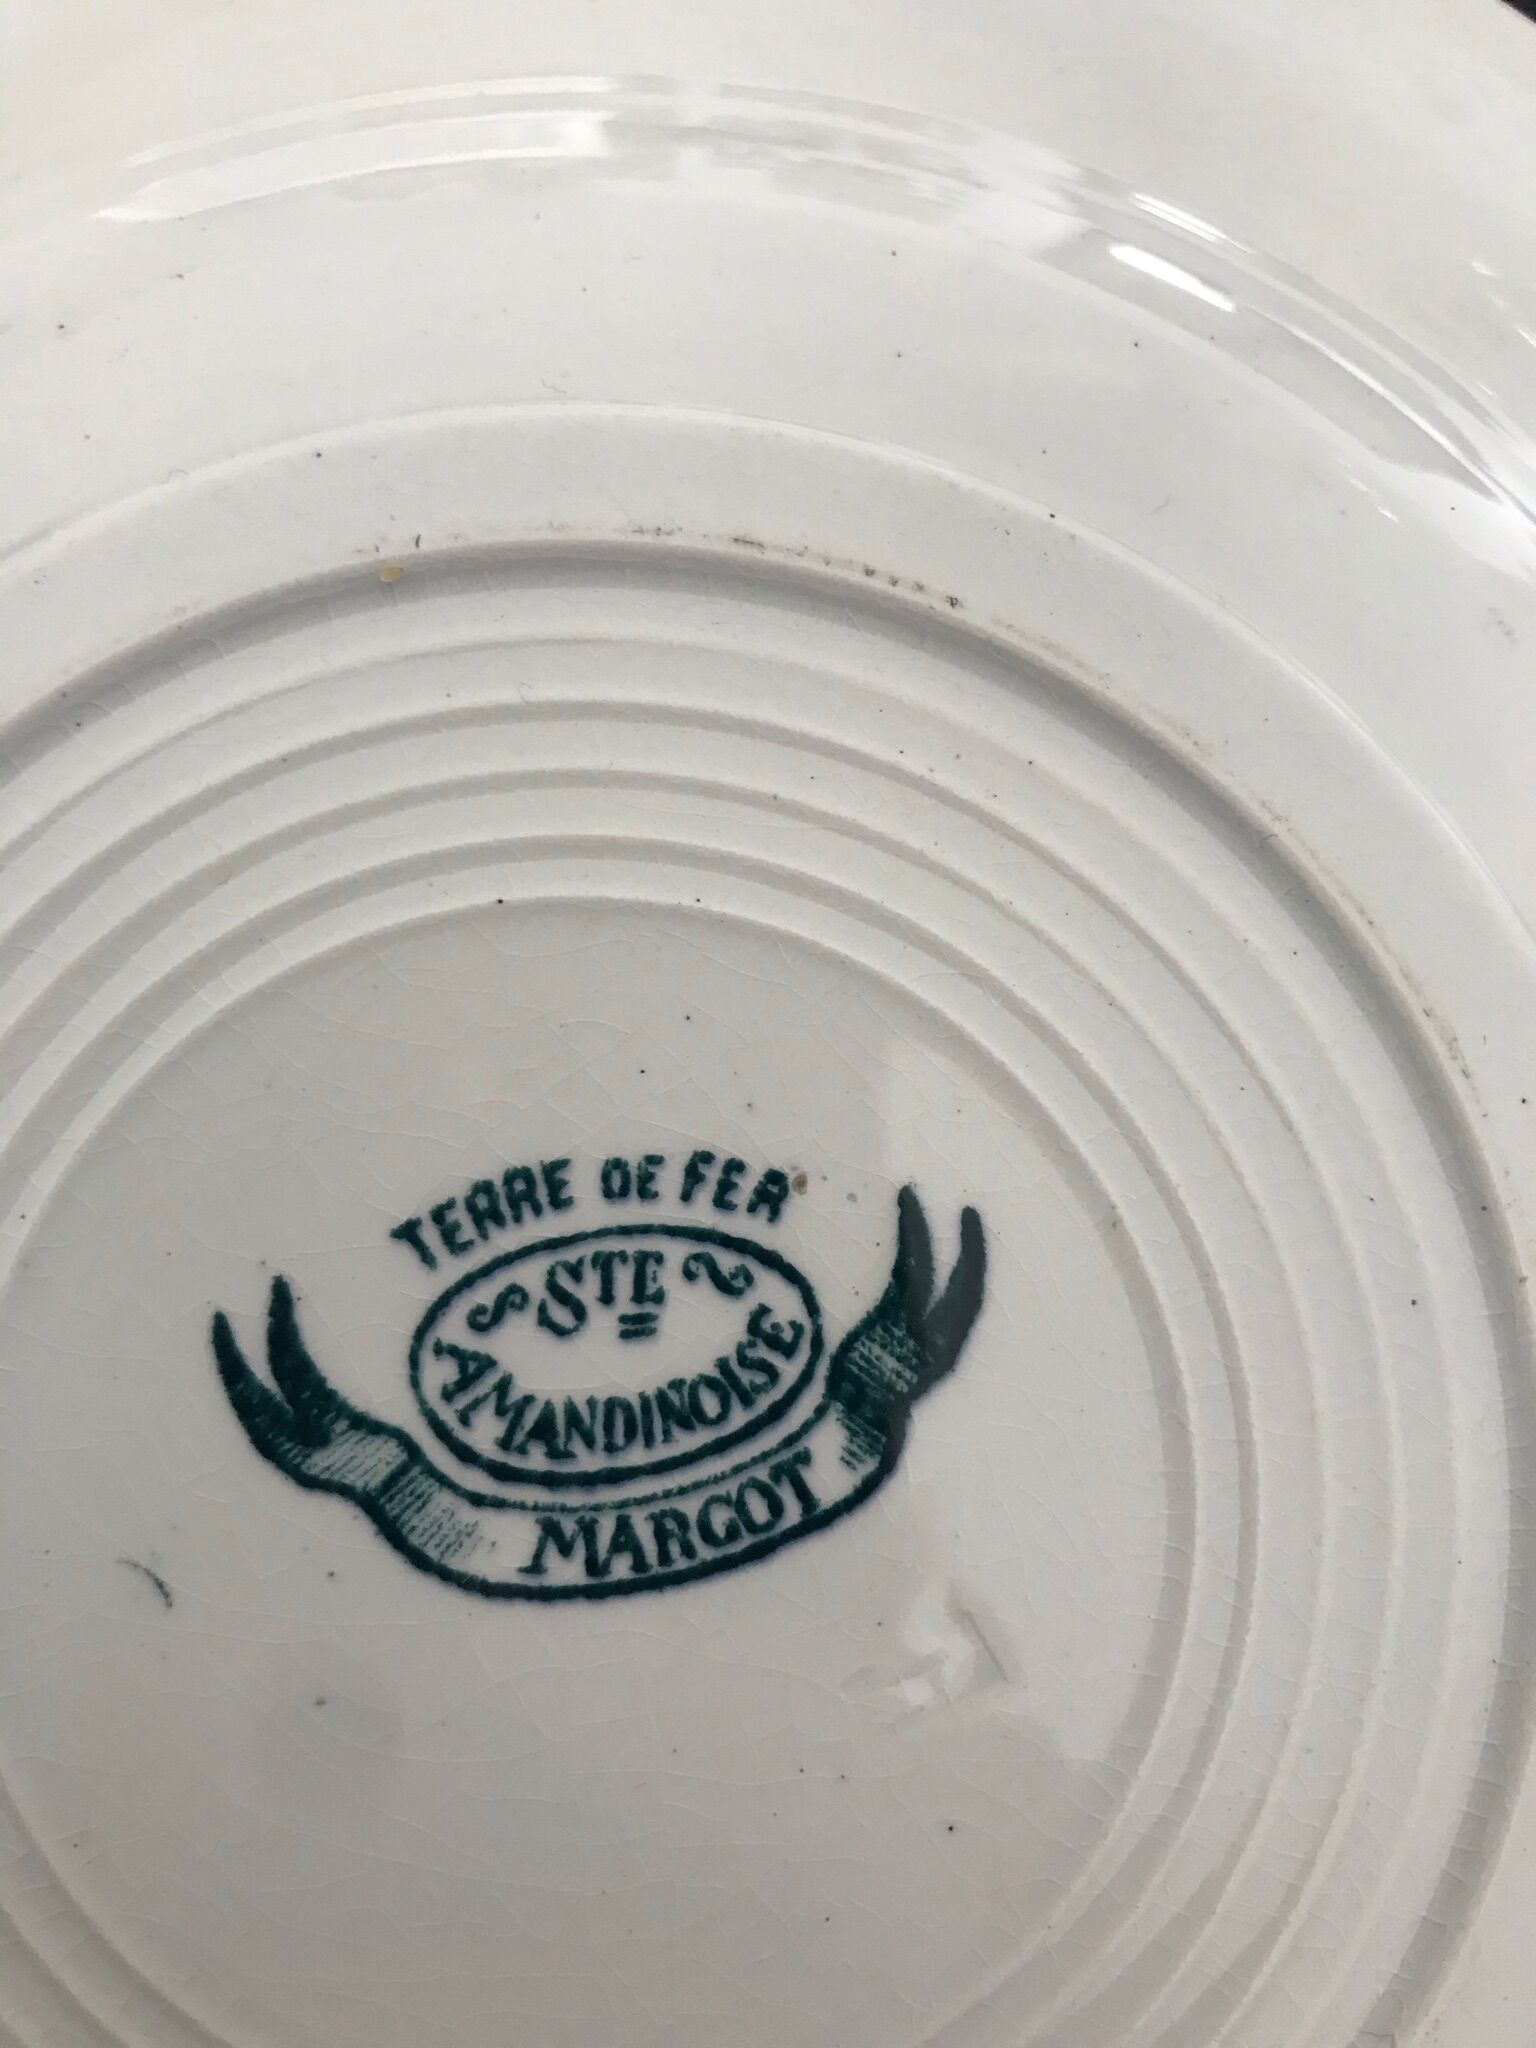 TERRE DE FER
STE
AMANDINOISE
MARGOT